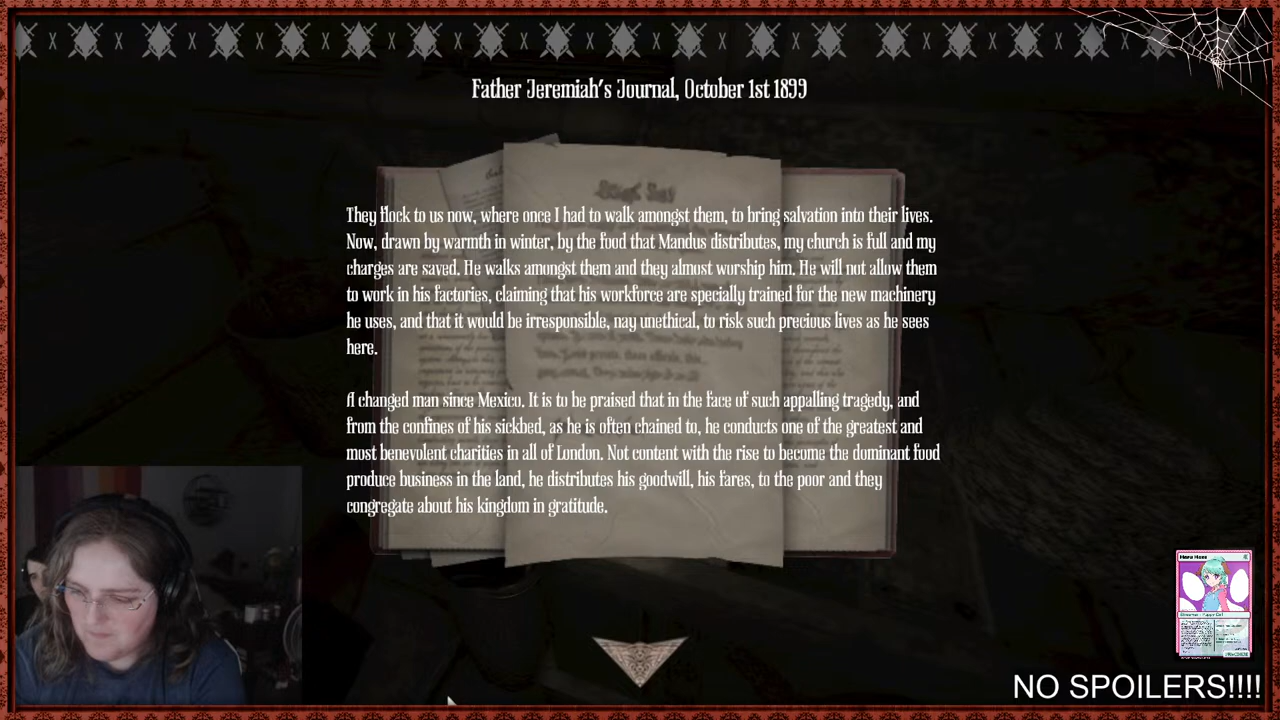 Father Jeremiah's Journal, October 1st 1899
They flock to us now, where once I had to walk amongst them, to bring salvation into their lives.
Now, drawn by warmth in winter, by the food that Mandus distributes, my church is full and my
charges are saved. He walks amongst them and they almost worship him. He will not allow them
to work in his factories, claiming that his workforce are specially trained for the new machinery
he uses, and that it would be irresponsible, nay unethical, to risk such precious lives as he sees
here.
A changed man since Mexico. It is to be praised that in the face of such appalling tragedy, and
from the confines of his sickbed, as he is often chained to, he conducts one of the greatest and
most benevolent charities in all of London. Not content with the rise to become the dominant food
produce business in the land, he distributes his goodwill, his fares, to the poor and they
congregate about his kingdom in gratitude.
NO SPOILERS!!!!